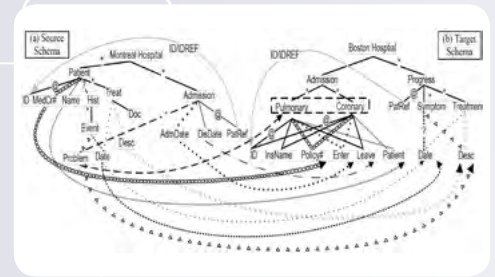 (a) Source
Schema
Montreal Hospital
ID/IDREF
ID/IDREF
Boston Hospital
(b) Target
Schema
Patient
Treat
Admission
Admission
Progress
@
ID MedCr# Name Hist
Doc
@
Pulmonary
Coronary
@
PatRef Symptom Treatment
Event
Desc
AdmDate DisDate PatRef
@
Problem Date
ID InsName Policy# Enter Leave Patient Date Desc